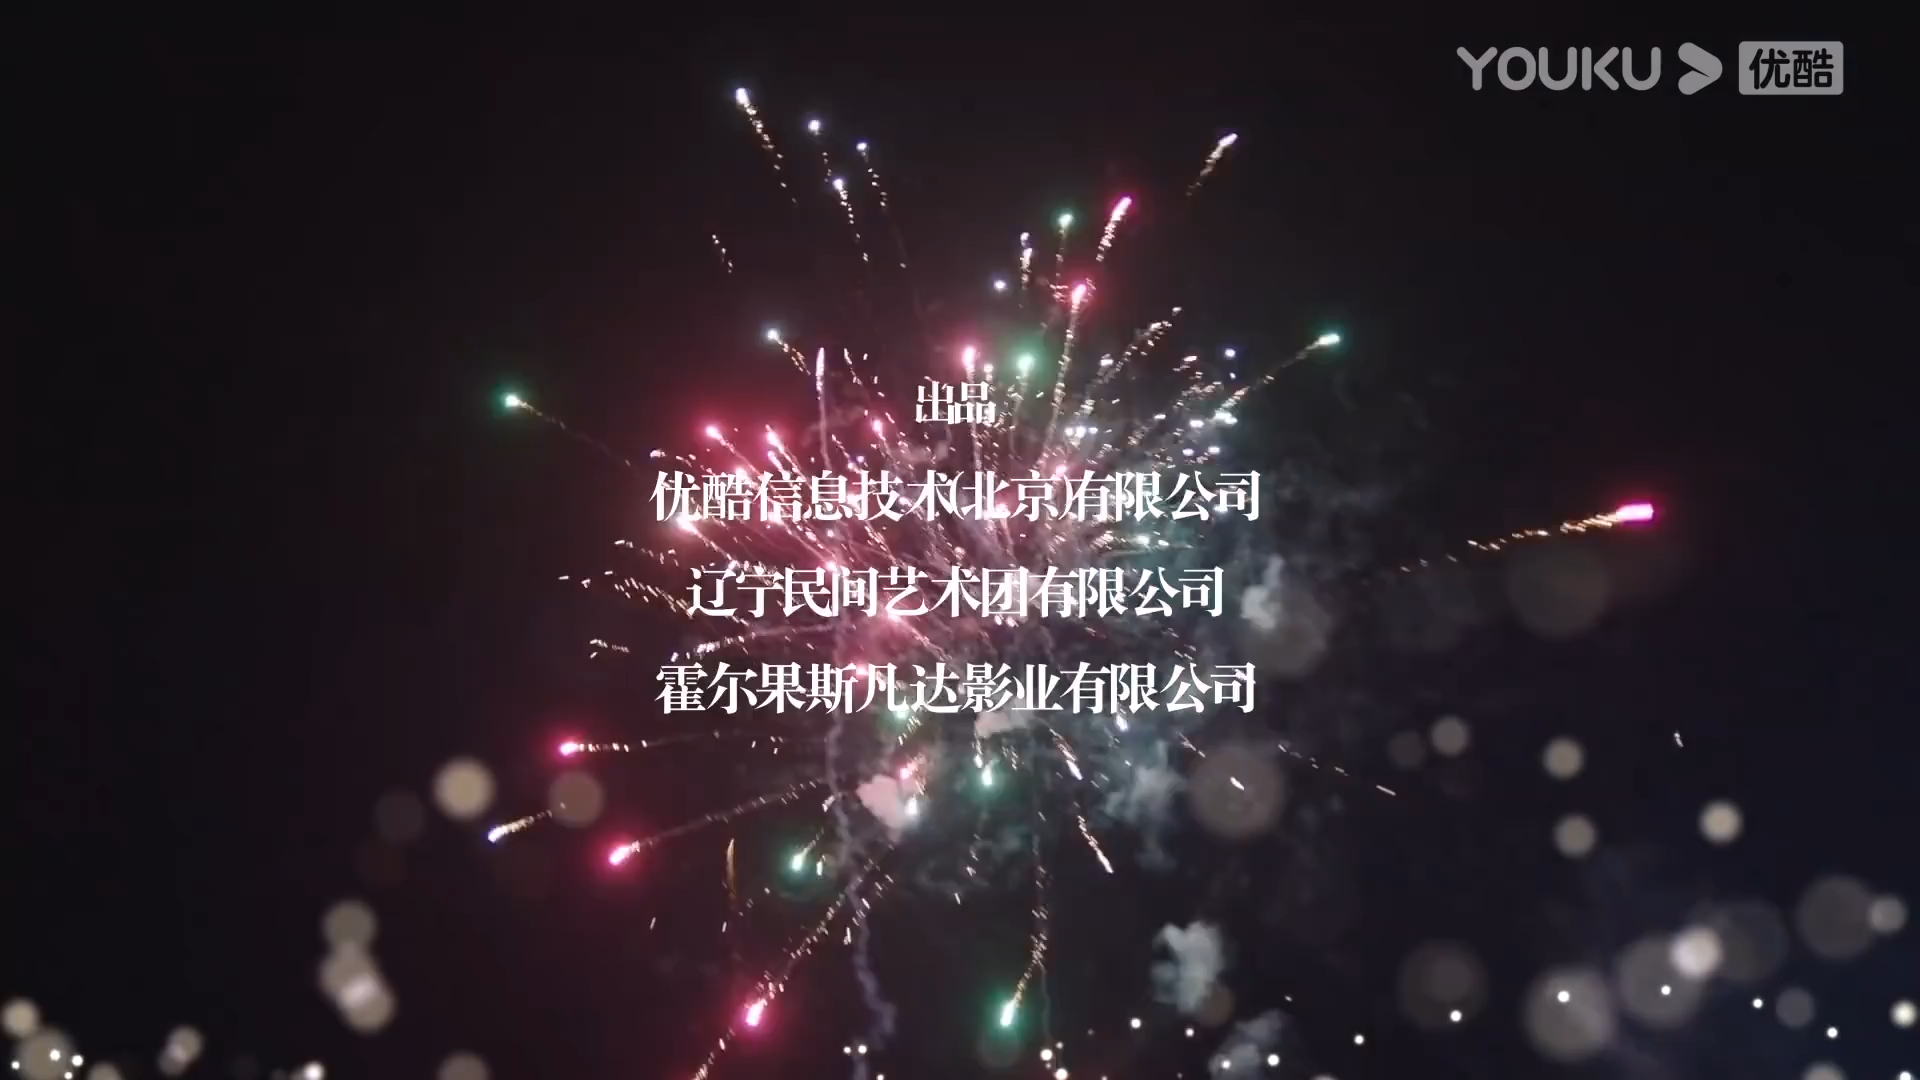 YOUKU 优酷
出品
优酷信息技术(北京)有限公司
辽宁民间艺术团有限公司
霍尔果斯凡达影业有限公司